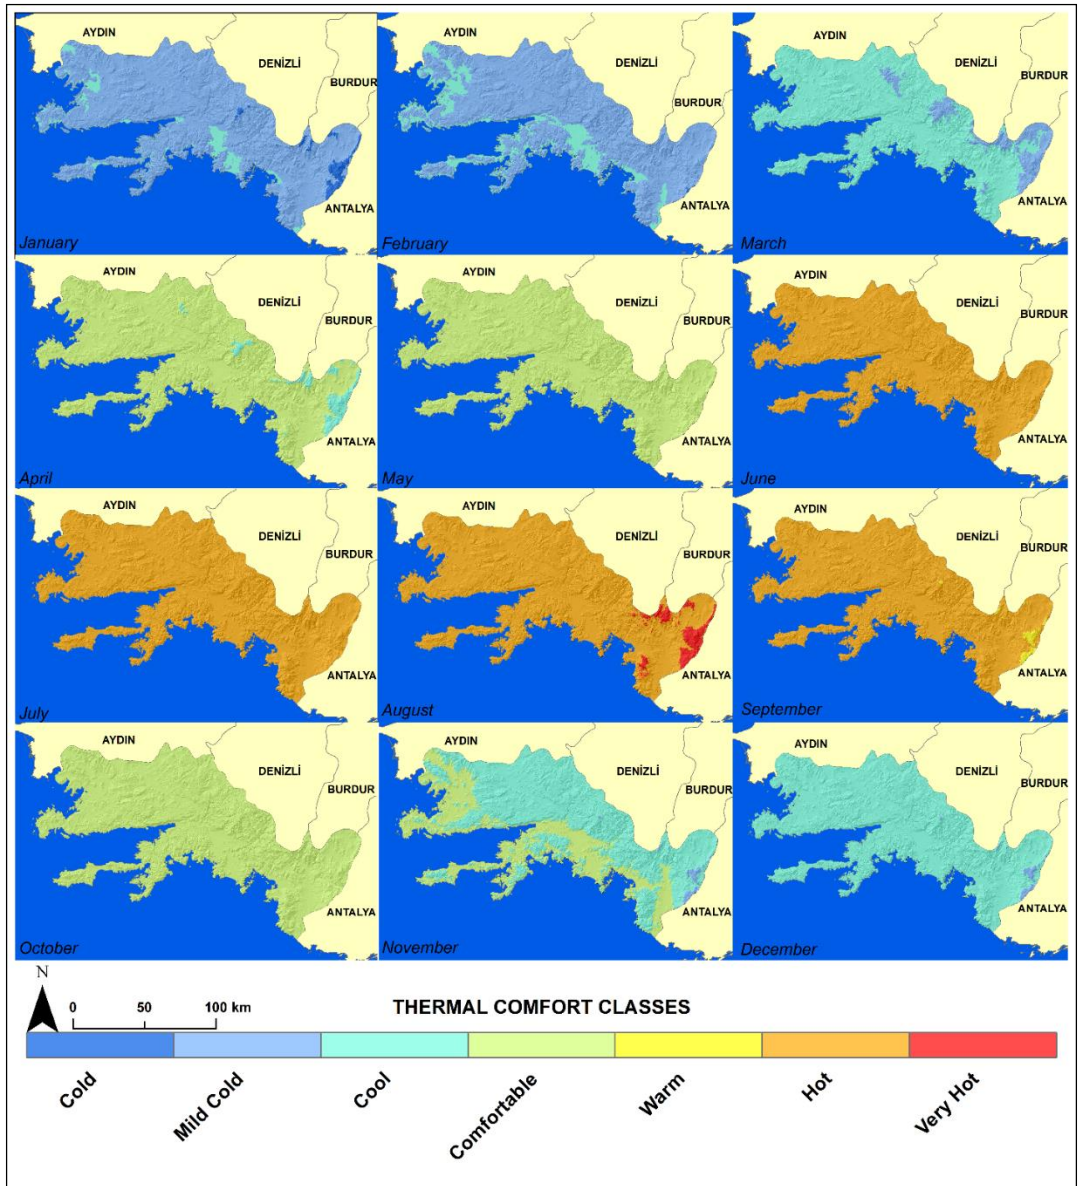 AYDIN
DENİZLİ
BURDUR
ANTALYA
January
AYDIN
DENİZLİ
BURDUR
ANTALYA
February
AYDIN
DENİZLİ
BURDUR
ANTALYA
March
AYDIN
DENİZLİ
BURDUR
ANTALYA
April
AYDIN
DENİZLİ
BURDUR
ANTALYA
May
AYDIN
DENİZLİ
BURDUR
ANTALYA
June
AYDIN
DENİZLİ
BURDUR
ANTALYA
July
AYDIN
DENİZLİ
BURDUR
ANTALYA
August
AYDIN
DENİZLİ
BURDUR
ANTALYA
September
AYDIN
DENİZLİ
BURDUR
ANTALYA
October
AYDIN
DENİZLİ
BURDUR
ANTALYA
November
AYDIN
DENİZLİ
BURDUR
ANTALYA
December
N
0 50 100 km
THERMAL COMFORT CLASSES
Cold
Mild Cold
Cool
Comfortable
Warm
Hot
Very Hot